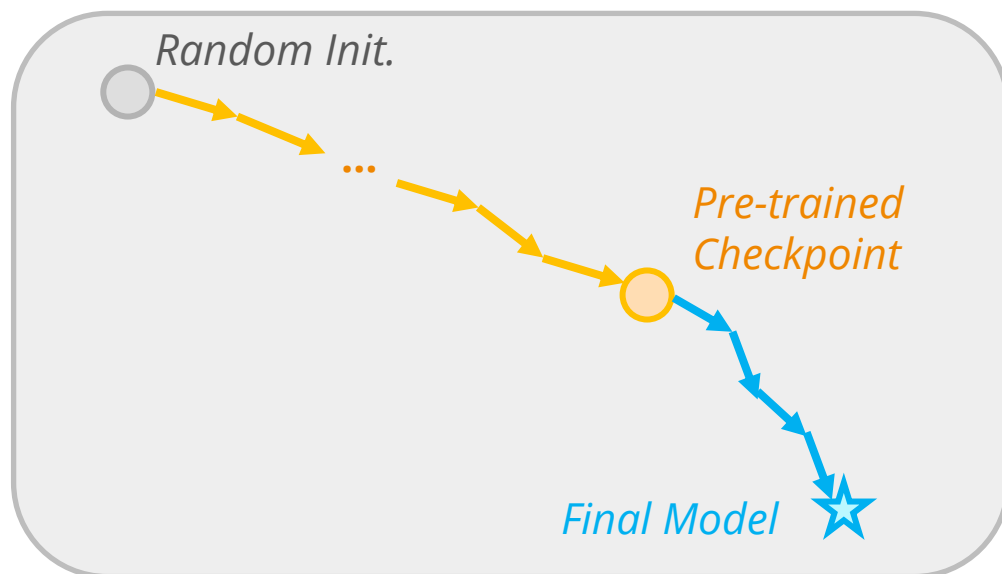 Random Init.
...
Pre-trained
Checkpoint
Final Model